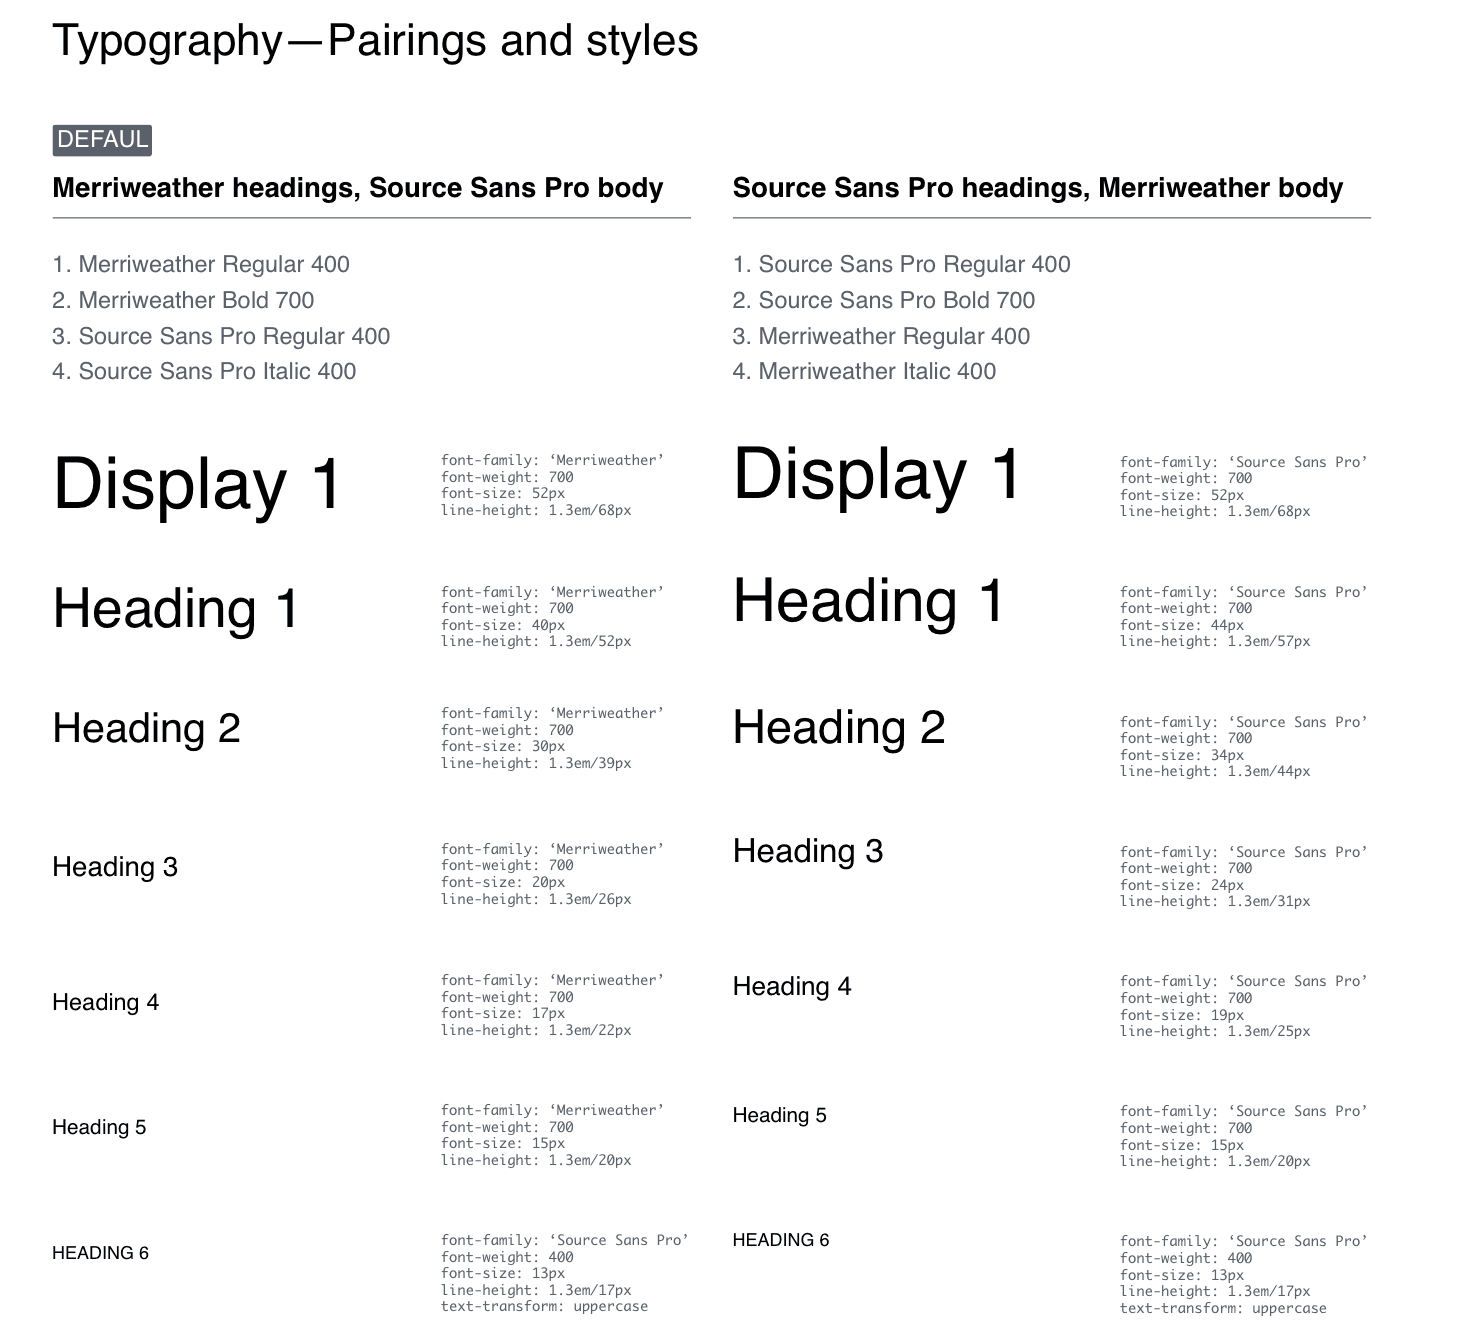 Typography—Pairings and styles
DEFAUL
Merriweather headings, Source Sans Pro body
1. Merriweather Regular 400
2. Merriweather Bold 700
3. Source Sans Pro Regular 400
4. Source Sans Pro Italic 400
Display 1
font-family: ‘Merriweather’
font-weight: 700
font-size: 52px
line-height: 1.3em/68px
Heading 1
font-family: ‘Merriweather’
font-weight: 700
font-size: 40px
line-height: 1.3em/52px
Heading 2
font-family: ‘Merriweather’
font-weight: 700
font-size: 30px
line-height: 1.3em/39px
Heading 3
font-family: ‘Merriweather’
font-weight: 700
font-size: 20px
line-height: 1.3em/26px
Heading 4
font-family: ‘Merriweather’
font-weight: 700
font-size: 17px
line-height: 1.3em/22px
Heading 5
font-family: ‘Merriweather’
font-weight: 700
font-size: 15px
line-height: 1.3em/20px
HEADING 6
font-family: ‘Source Sans Pro’
font-weight: 400
font-size: 13px
line-height: 1.3em/17px
text-transform: uppercase
Source Sans Pro headings, Merriweather body
1. Source Sans Pro Regular 400
2. Source Sans Pro Bold 700
3. Merriweather Regular 400
4. Merriweather Italic 400
Display 1
font-family: ‘Source Sans Pro’
font-weight: 700
font-size: 52px
line-height: 1.3em/68px
Heading 1
font-family: ‘Source Sans Pro’
font-weight: 700
font-size: 44px
line-height: 1.3em/57px
Heading 2
font-family: ‘Source Sans Pro’
font-weight: 700
font-size: 34px
line-height: 1.3em/44px
Heading 3
font-family: ‘Source Sans Pro’
font-weight: 700
font-size: 24px
line-height: 1.3em/31px
Heading 4
font-family: ‘Source Sans Pro’
font-weight: 700
font-size: 19px
line-height: 1.3em/25px
Heading 5
font-family: ‘Source Sans Pro’
font-weight: 700
font-size: 15px
line-height: 1.3em/20px
HEADING 6
font-family: ‘Source Sans Pro’
font-weight: 400
font-size: 13px
line-height: 1.3em/17px
text-transform: uppercase